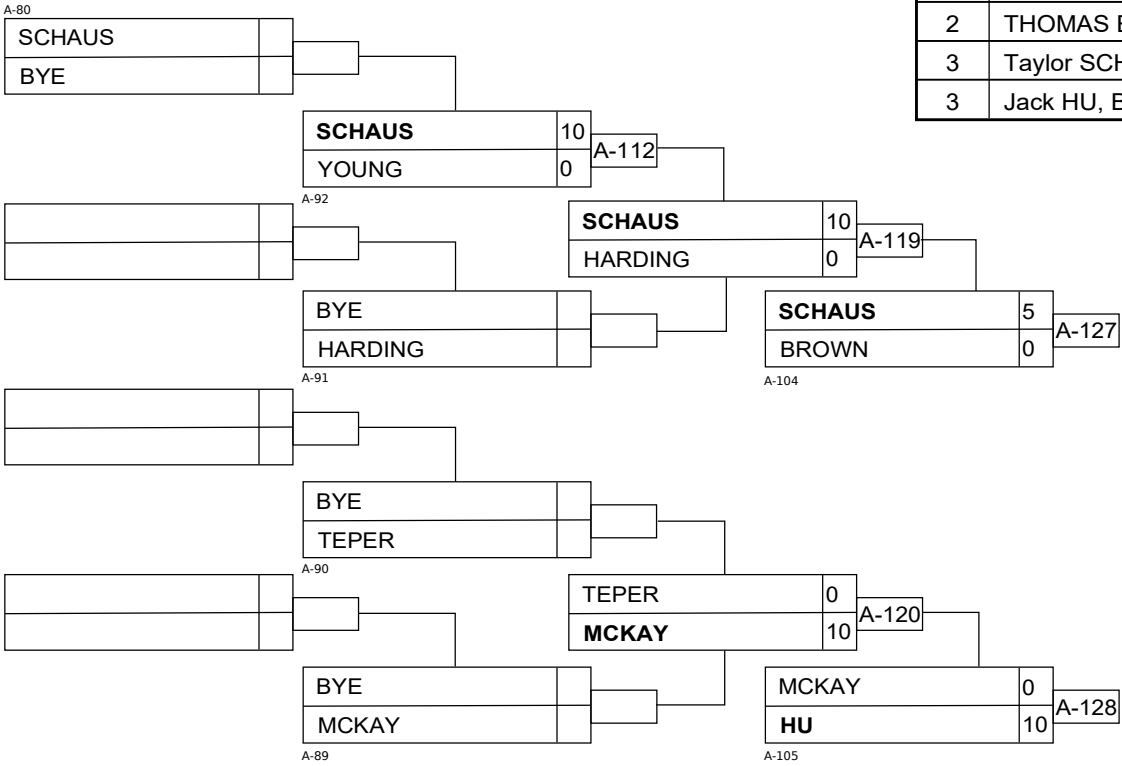 A-80
SCHAUS
BYE
2 THOMAS
3 Taylor
3 Jack HU,
SCHAUS 10
YOUNG 0
A-112
A-92
SCHAUS 10
HARDING 0
A-119
BYE
HARDING
A-91
SCHAUS 5
BROWN 0
A-127
A-104
BYE
TEPER
A-90
TEPER 0
MCKAY 10
A-120
BYE
MCKAY
A-89
MCKAY 0
HU 10
A-128
A-105